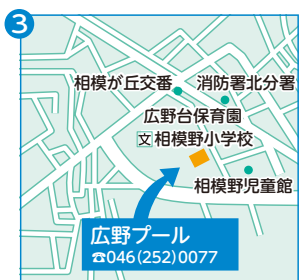 3
相模が丘交番
消防署北分署
広野台保育園
文 相模野小学校
相模野児童館
広野プール
☎046(252)0077